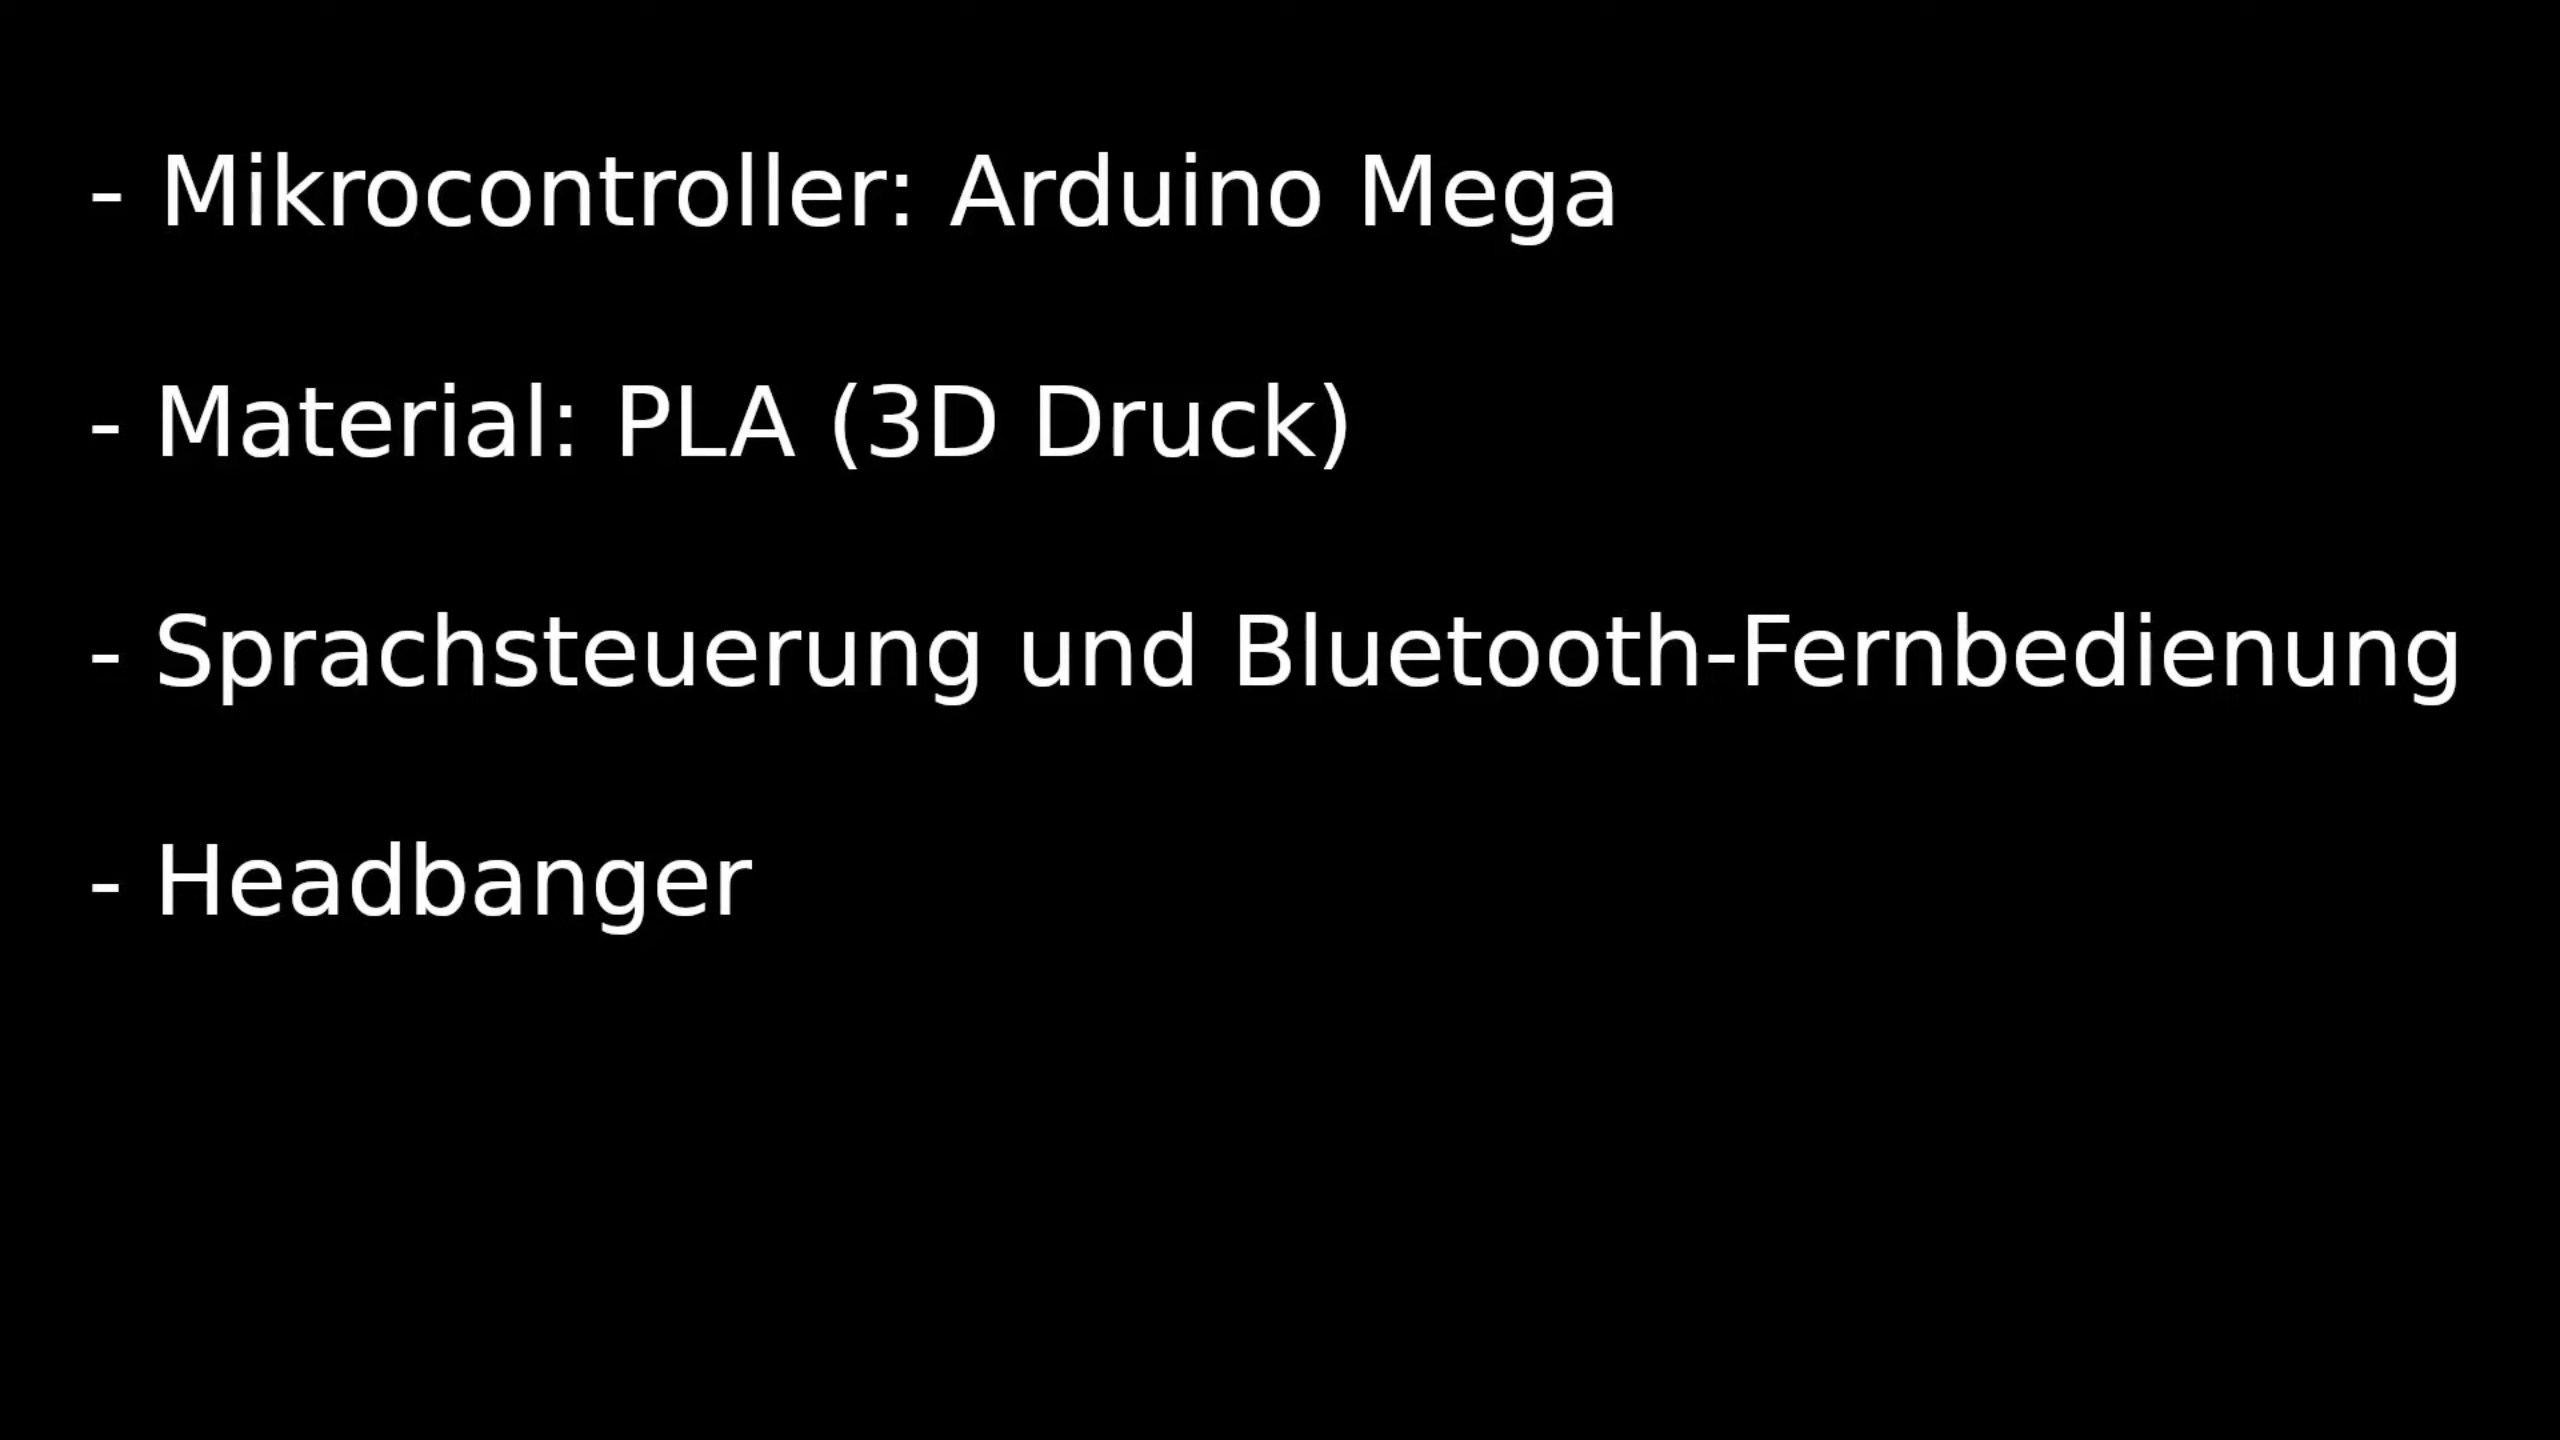 - Mikrocontroller: Arduino Mega
- Material: PLA (3D Druck)
- Sprachsteuerung und Bluetooth-Fernbedienung
- Headbanger